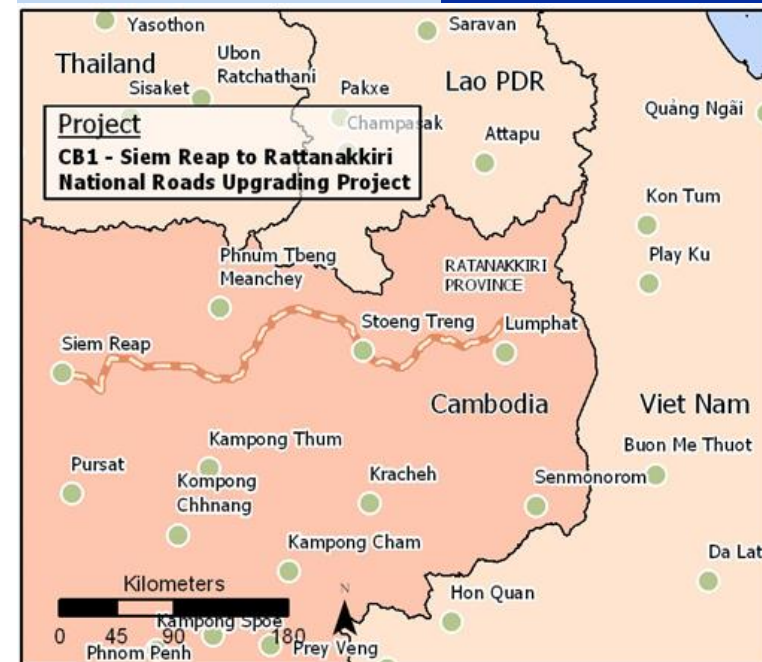 Yasothon
Saravan
Thailand
Ubon
Ratchathani
Sisaket
Pakxe
Lao PDR
Quảng Ngãi
Project
CB1 - Siem Reap to Rattanakkiri
National Roads Upgrading Project
Champasak
Attapu
Kon Tum
Play Ku
Phnum Tbeng
Meanchey
RATANAKKIRI
PROVINCE
Stoeng Treng
Lumphat
Siem Reap
Cambodia
Viet Nam
Kampong Thum
Buon Me Thuot
Pursat
Kompong
Chhnang
Kracheh
Senmonorom
Kampong Cham
Da Lat
Kilometers
N
Hon Quan
0 45 90 180
Kampong Spoe
Phnom Penh
Prey Veng